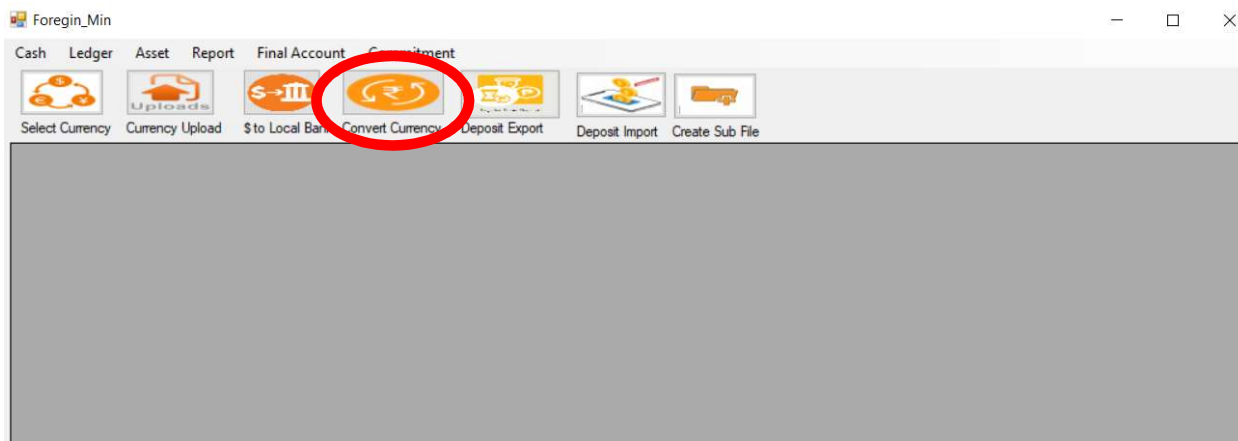 Foregin_Min
Cash Ledger Asset Report Final Account Commitment
Uploads
Select Currency Currency Upload $ to Local Bank Convert Currency Deposit Export Deposit Import Create Sub File